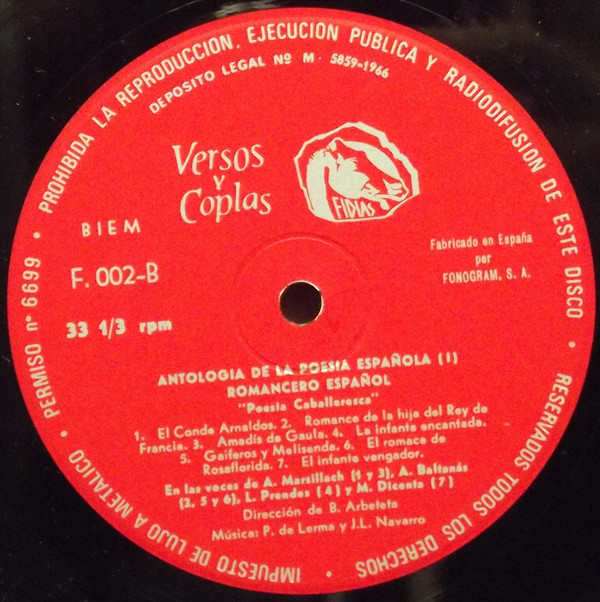 PROHIBIDA LA REPRODUCCION, EJECUCIÓN PUBLICA Y RADIODIFUSION DE ESTE DISCO • RESERVADOS TODOS LOS DERECHOS • IMPUESTO DE LUJO A METALICO • PERMISO nº 6699 •
DEPOSITO LEGAL Nº M - 5859-1966
Versos
Y
Coplas
FIDIAS
BIEM
F. 002-B
33 1/3 rpm
Fabricado en España
por
FONOGRAM, S. A.
ANTOLOGIA DE LA POESIA ESPAÑOLA (I)
ROMANCERO ESPAÑOL
"Poesía Caballeresca"
1. El Conde Arnaldos. 2. Romance de la hija del Rey de
Francia. 3. Amadís de Gaula. 4. La infanta encantada.
5. Gaiferos y Melisenda. 6. El romace de
Rosaflorida. 7. El infante vengador.
En las voces de A. Marsillach (1 y 3), A. Baltanás
(2, 5 y 6), L. Prendes (4) y M. Dicenta (7)
Dirección de B. Arbeteta
Música: P. de Lerma y J.L. Navarro